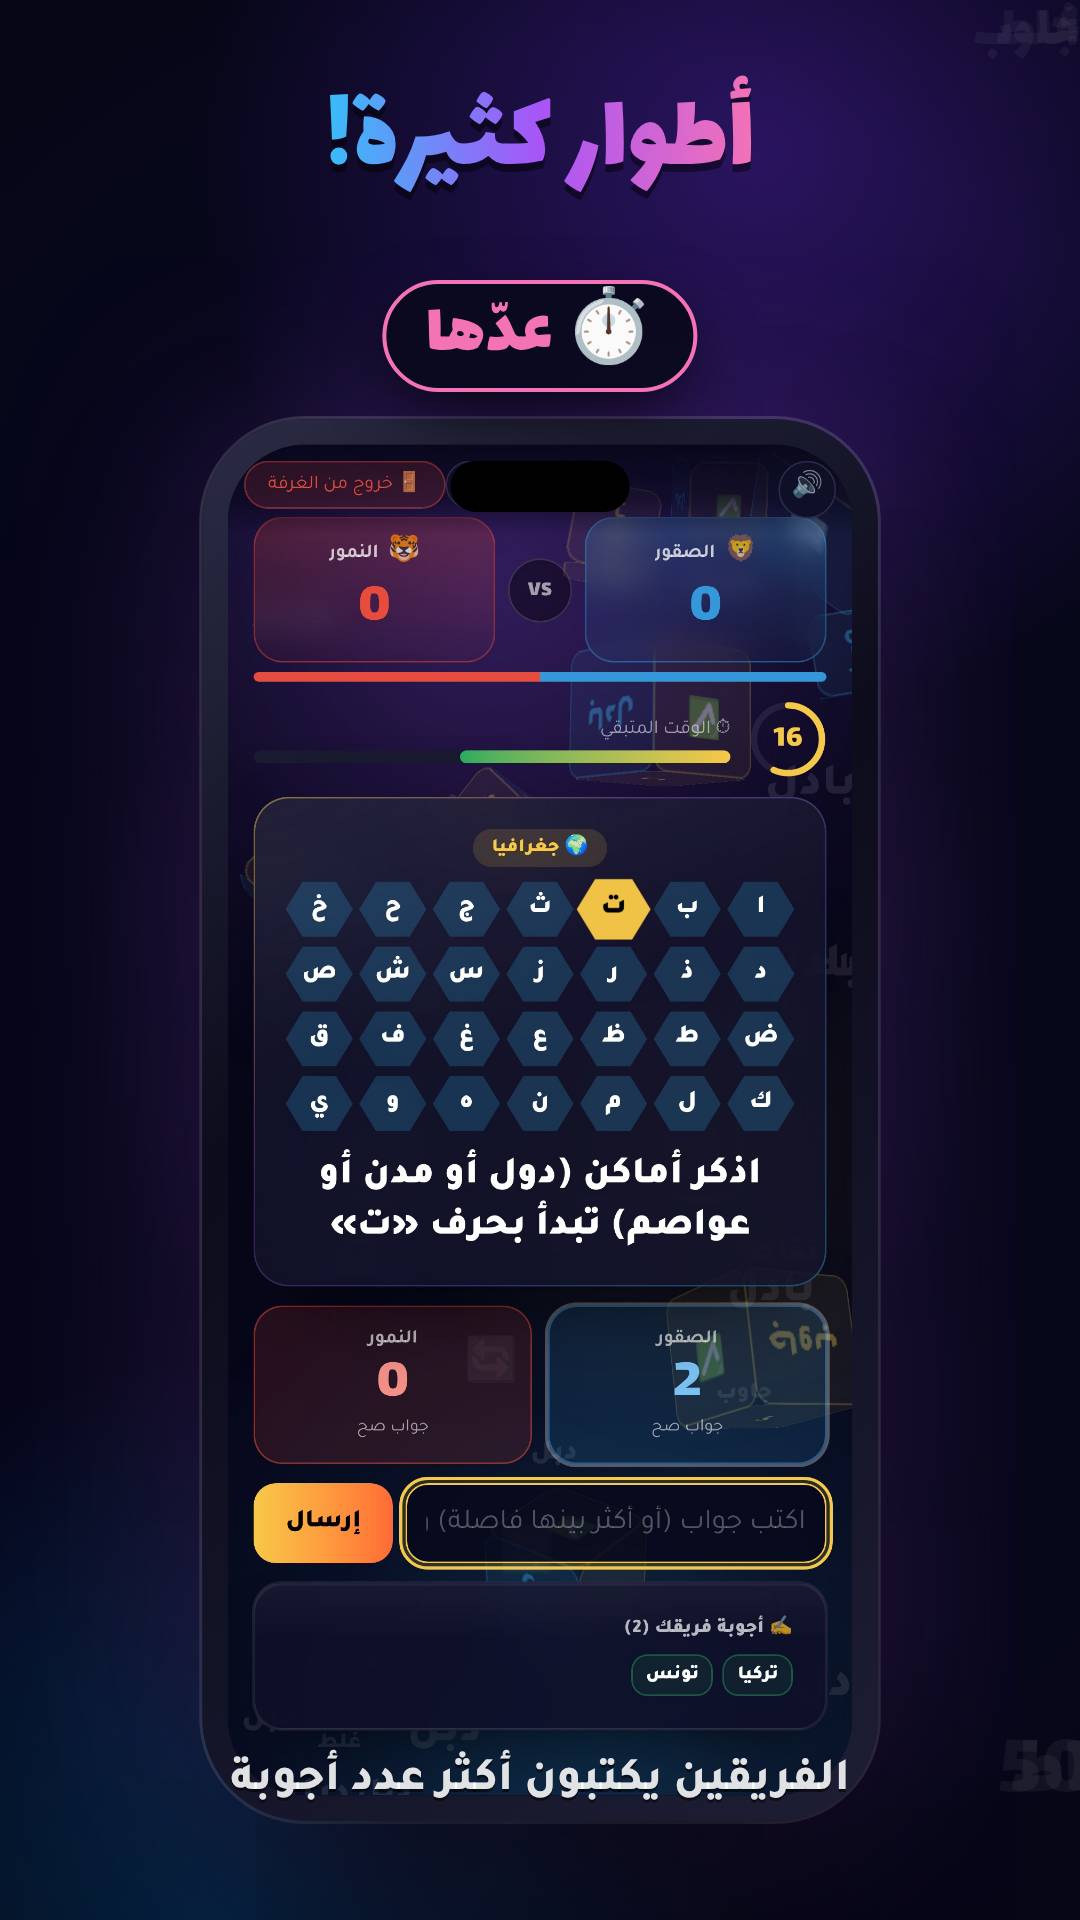 أطوار كثيرة!
⏱️ عدّها
🚪 خروج من الغرفة
🔊
🦁 الصقور
0
VS
🐯 النمور
0
⏱ الوقت المتبقي
16
🌍 جغرافيا
ا ب ت ث ج ح خ
د ذ ر ز س ش ص
ض ط ظ ع غ ف ق
ك ل م ن ه و ي
اذكر أماكن (دول أو مدن أو
عواصم) تبدأ بحرف «ت»
الصقور
2
جواب صح
النمور
0
جواب صح
اكتب جواب (أو أكثر بينها فاصلة)
إرسال
✍️ أجوبة فريقك (2)
تركيا
تونس
الفريقين يكتبون أكثر عدد أجوبة